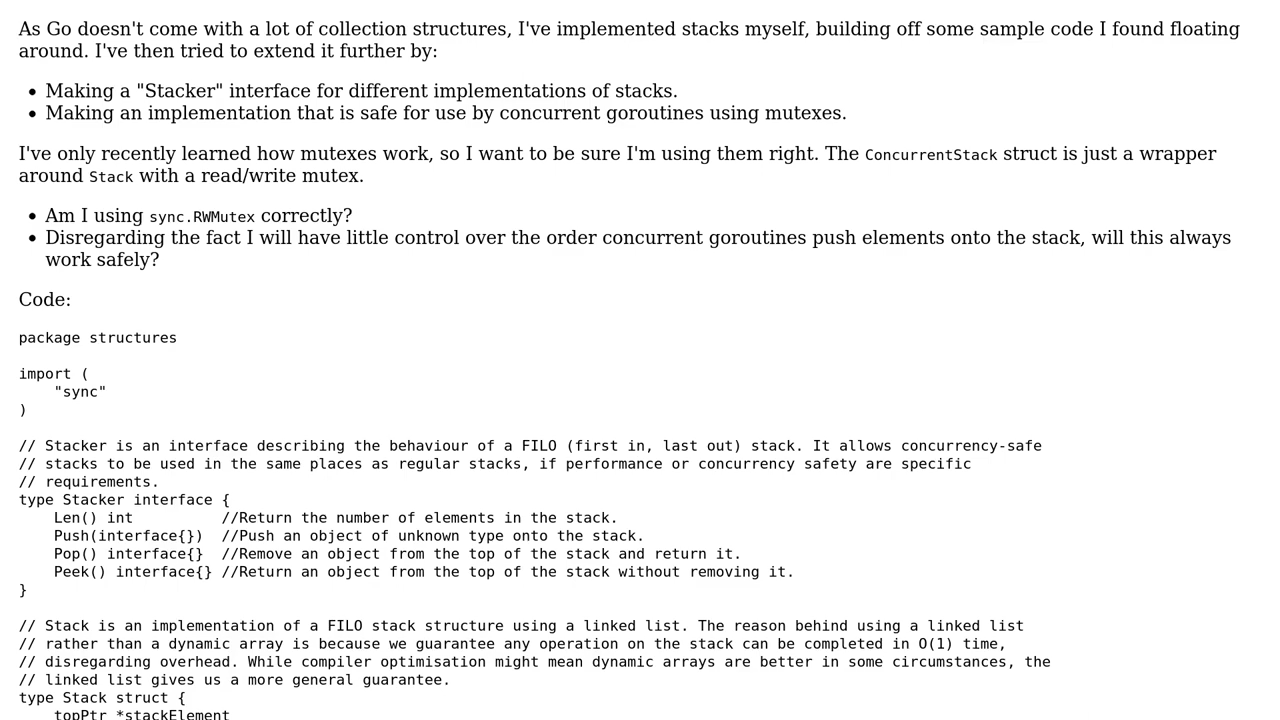 As Go doesn't come with a lot of collection structures, I've implemented stacks myself, building off some sample code I found floating
around. I've then tried to extend it further by:
• Making a "Stacker" interface for different implementations of stacks.
• Making an implementation that is safe for use by concurrent goroutines using mutexes.
I've only recently learned how mutexes work, so I want to be sure I'm using them right. The ConcurrentStack struct is just a wrapper
around Stack with a read/write mutex.
• Am I using sync.RWMutex correctly?
• Disregarding the fact I will have little control over the order concurrent goroutines push elements onto the stack, will this always
work safely?
Code:
package structures
import (
    "sync"
)
// Stacker is an interface describing the behaviour of a FILO (first in, last out) stack. It allows concurrency-safe
// stacks to be used in the same places as regular stacks, if performance or concurrency safety are specific
// requirements.
type Stacker interface {
    Len() int          //Return the number of elements in the stack.
    Push(interface{})  //Push an object of unknown type onto the stack.
    Pop() interface{}  //Remove an object from the top of the stack and return it.
    Peek() interface{} //Return an object from the top of the stack without removing it.
}
// Stack is an implementation of a FILO stack structure using a linked list. The reason behind using a linked list
// rather than a dynamic array is because we guarantee any operation on the stack can be completed in O(1) time,
// disregarding overhead. While compiler optimisation might mean dynamic arrays are better in some circumstances, the
// linked list gives us a more general guarantee.
type Stack struct {
    topPtr *stackElement